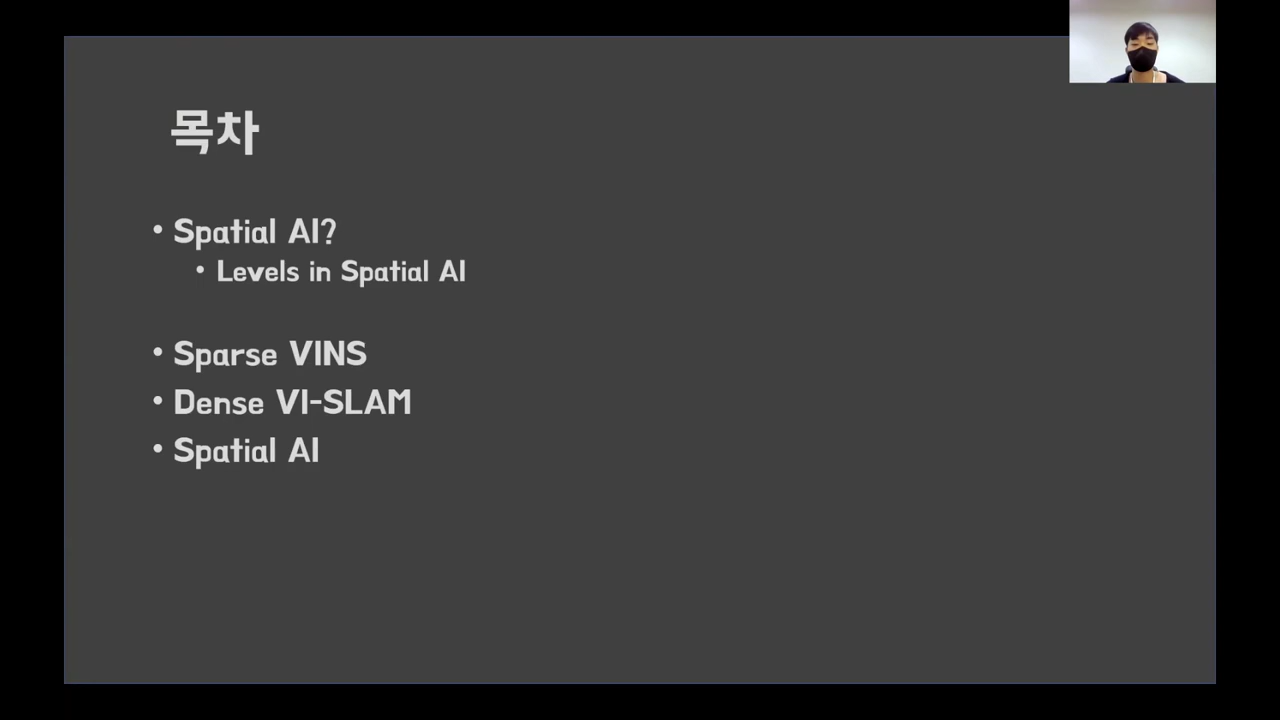 목차
• Spatial AI?
• Levels in Spatial AI
• Sparse VINS
• Dense VI-SLAM
• Spatial AI